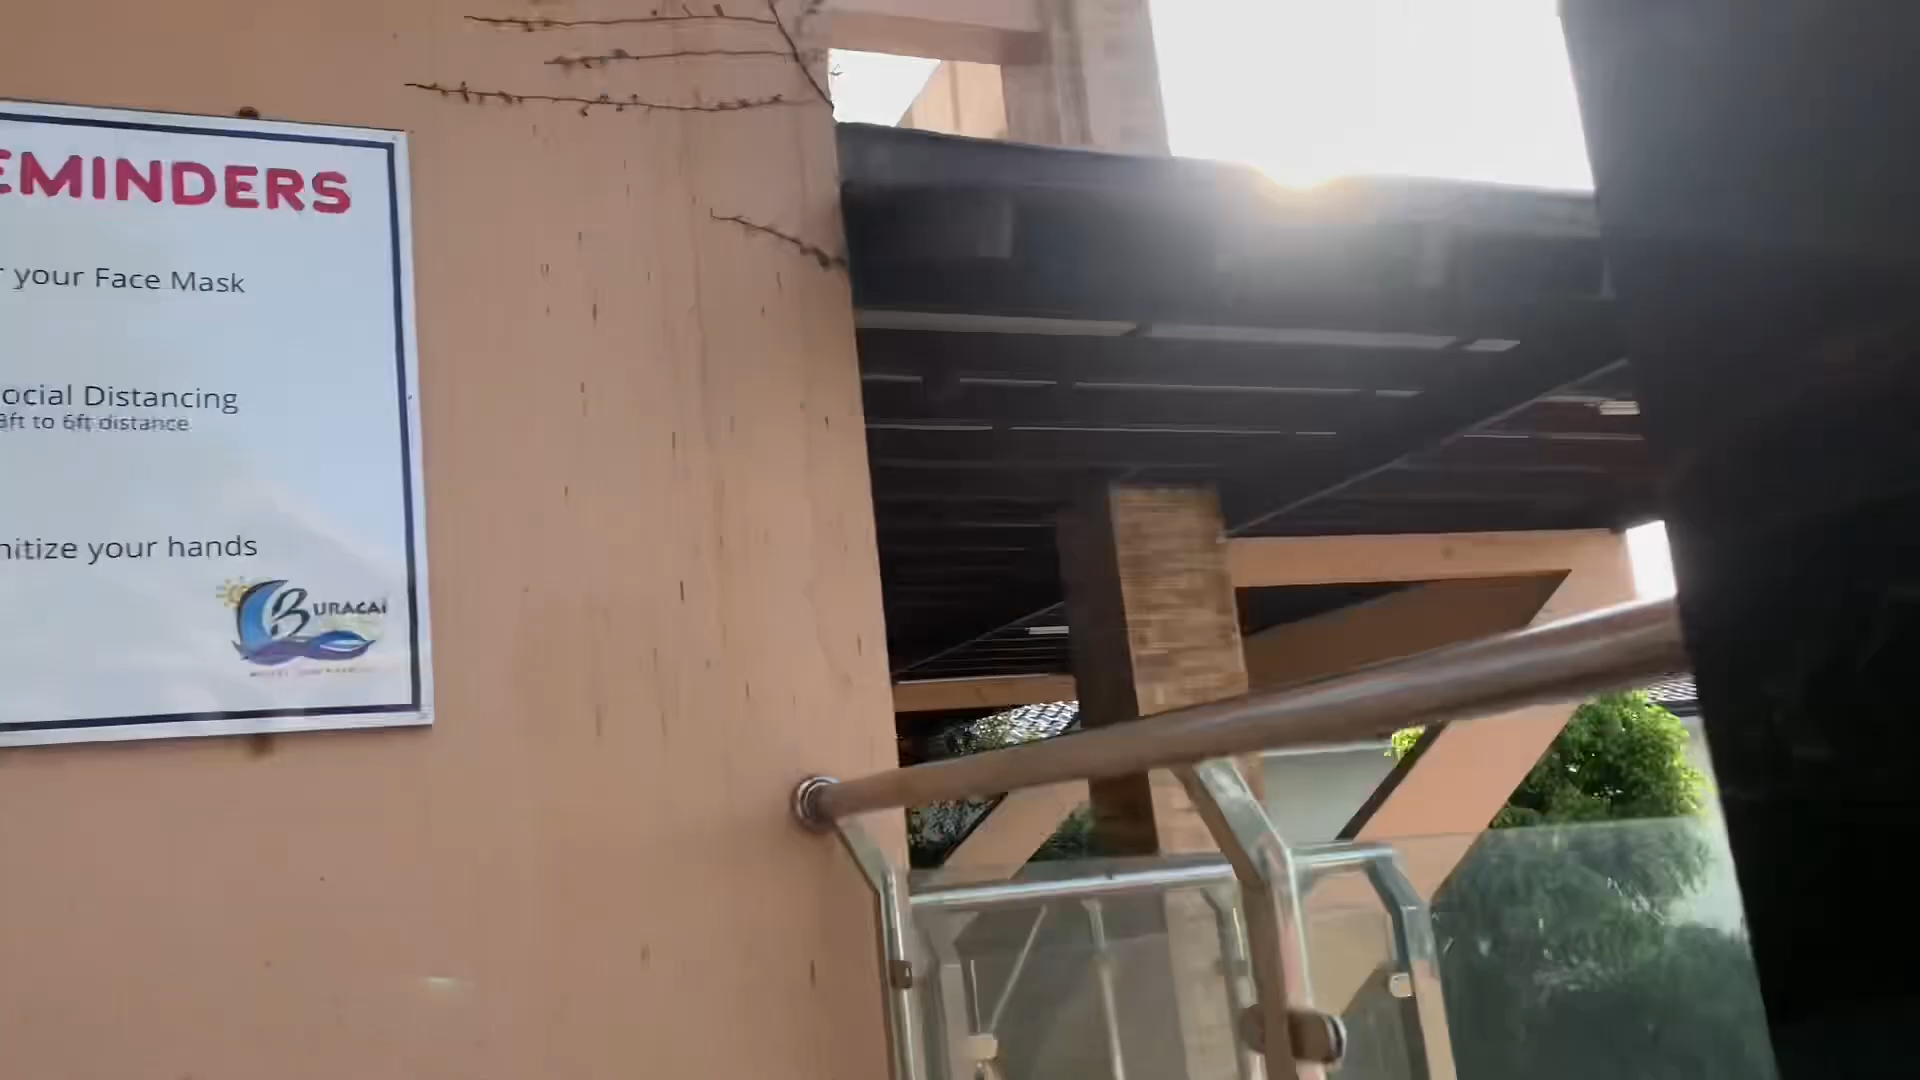 EMINDERS
r your Face Mask
ocial Distancing
3ft to 6ft distance
nitize your hands
BURACAI